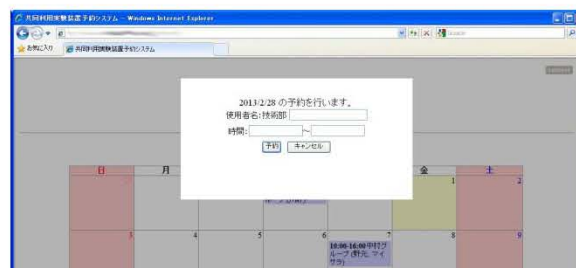 共同利用実験装置予約システム - Windows Internet Explorer
お気に入り 共同利用実験装置予約システム
2013/2/28 の予約を行います。
使用者名:技術部
時間: ～
予約 キャンセル
日 月 金 土
1 2
3 4 5 6 7 8 9
10:00-16:00 中村グ
ループ (野元, マイ
サラ)